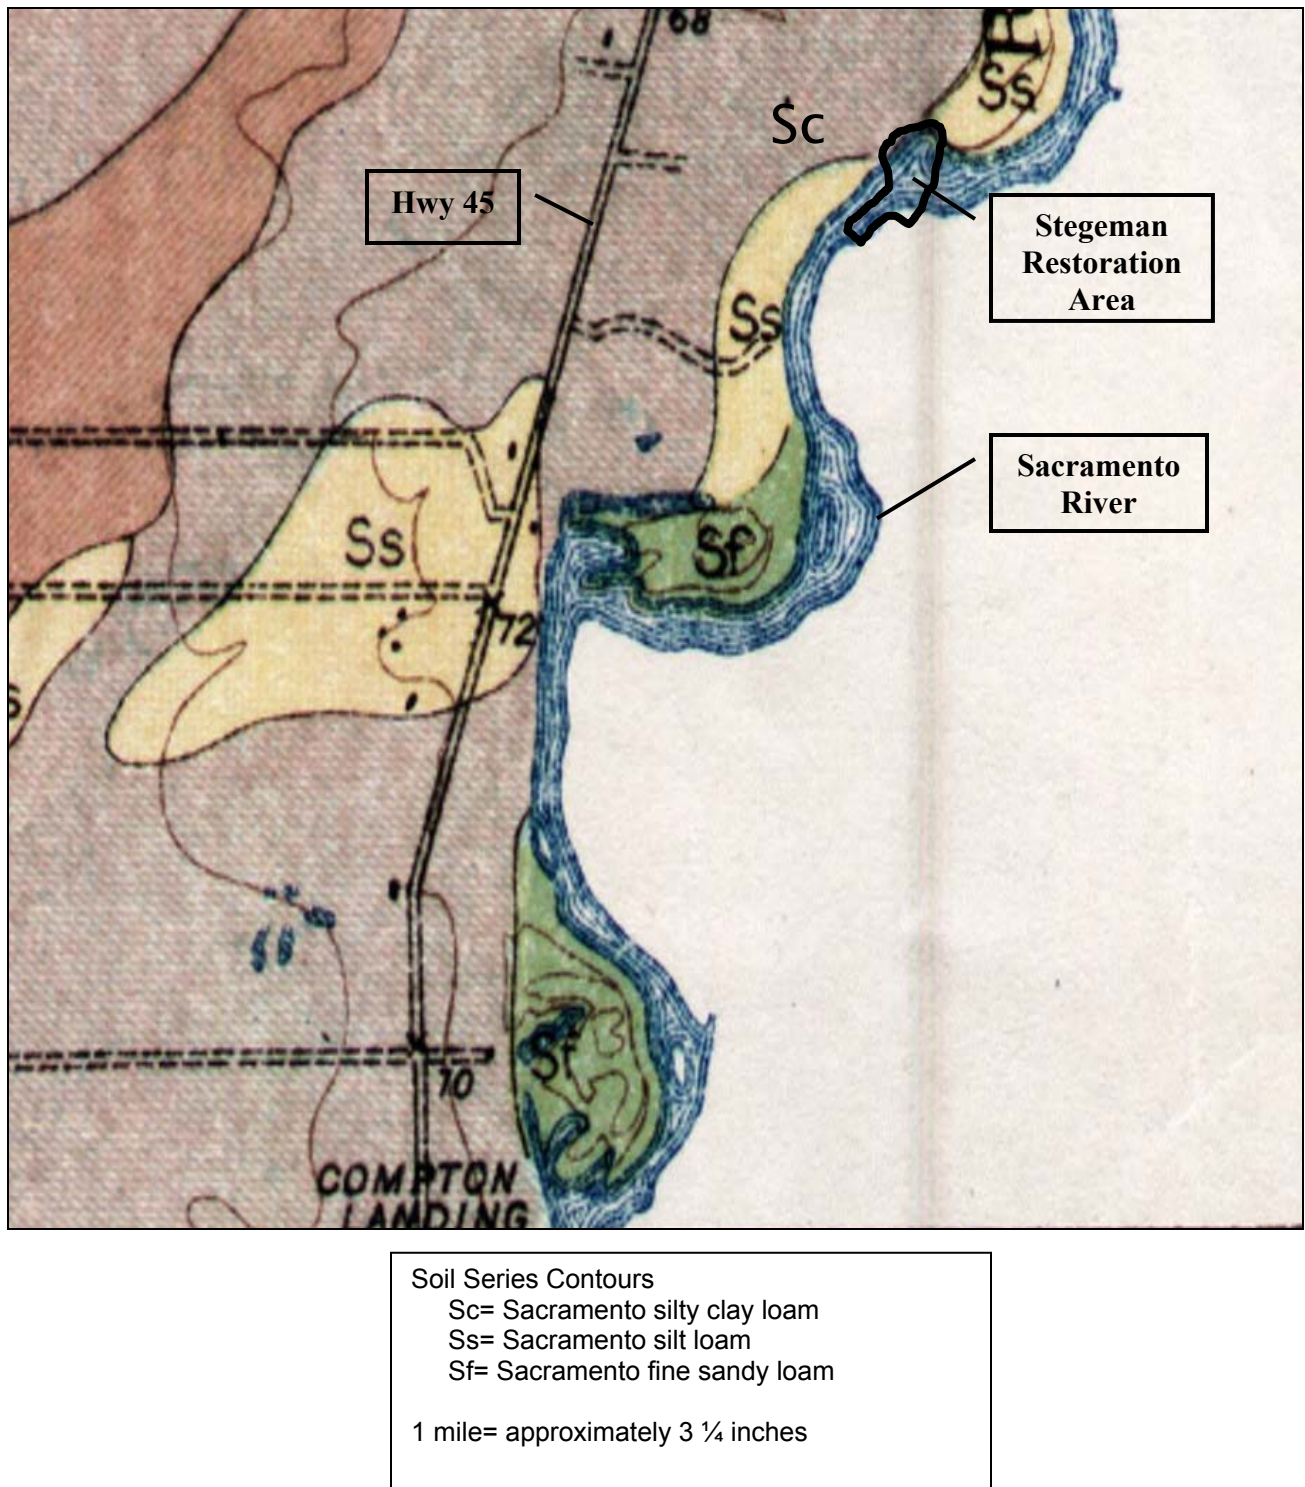 68
R
Ss
Sc
Hwy 45
Stegeman
Restoration
Area
Ss
Sacramento
River
Ss
Sf
72
s
Sf
70
COMPTON
LANDING
Soil Series Contours
Sc= Sacramento silty clay loam
Ss= Sacramento silt loam
Sf= Sacramento fine sandy loam
1 mile= approximately 3 ¼ inches